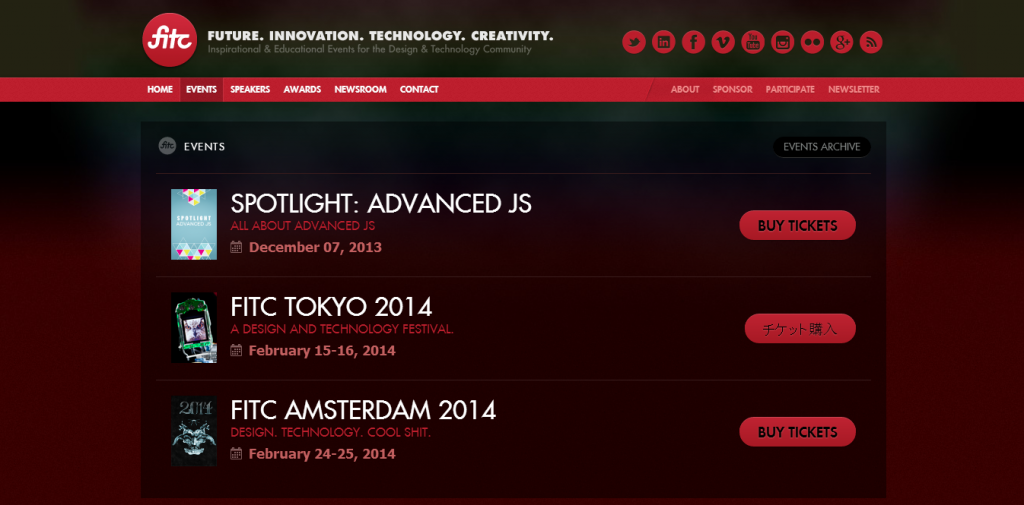 fitc
FUTURE. INNOVATION. TECHNOLOGY. CREATIVITY.
Inspirational & Educational Events for the Design & Technology Community
HOME EVENTS SPEAKERS AWARDS NEWSROOM CONTACT ABOUT SPONSOR PARTICIPATE NEWSLETTER
fitc EVENTS EVENTS ARCHIVE
SPOTLIGHT
ADVANCED JS
SPOTLIGHT: ADVANCED JS
ALL ABOUT ADVANCED JS
December 07, 2013
BUY TICKETS
FITC TOKYO 2014
A DESIGN AND TECHNOLOGY FESTIVAL.
February 15-16, 2014
チケット購入
2014
FITC AMSTERDAM 2014
DESIGN. TECHNOLOGY. COOL SHIT.
February 24-25, 2014
BUY TICKETS